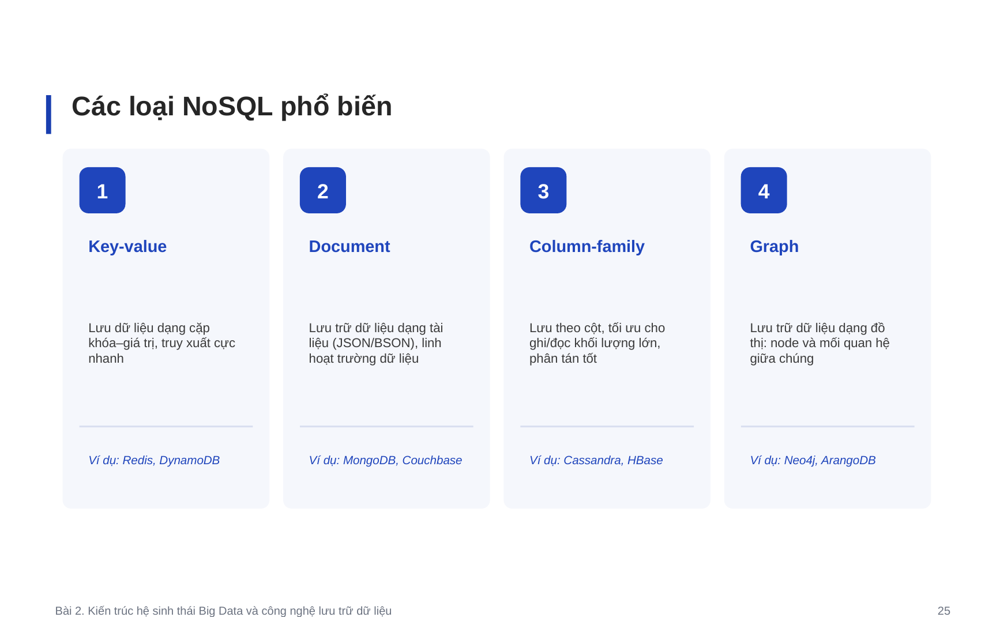 Các loại NoSQL phổ biến
1
Key-value
Lưu dữ liệu dạng cặp
khóa–giá trị, truy xuất cực
nhanh
Ví dụ: Redis, DynamoDB
2
Document
Lưu trữ dữ liệu dạng tài
liệu (JSON/BSON), linh
hoạt trường dữ liệu
Ví dụ: MongoDB, Couchbase
3
Column-family
Lưu theo cột, tối ưu cho
ghi/đọc khối lượng lớn,
phân tán tốt
Ví dụ: Cassandra, HBase
4
Graph
Lưu trữ dữ liệu dạng đồ
thị: node và mối quan hệ
giữa chúng
Ví dụ: Neo4j, ArangoDB
Bài 2. Kiến trúc hệ sinh thái Big Data và công nghệ lưu trữ dữ liệu
25